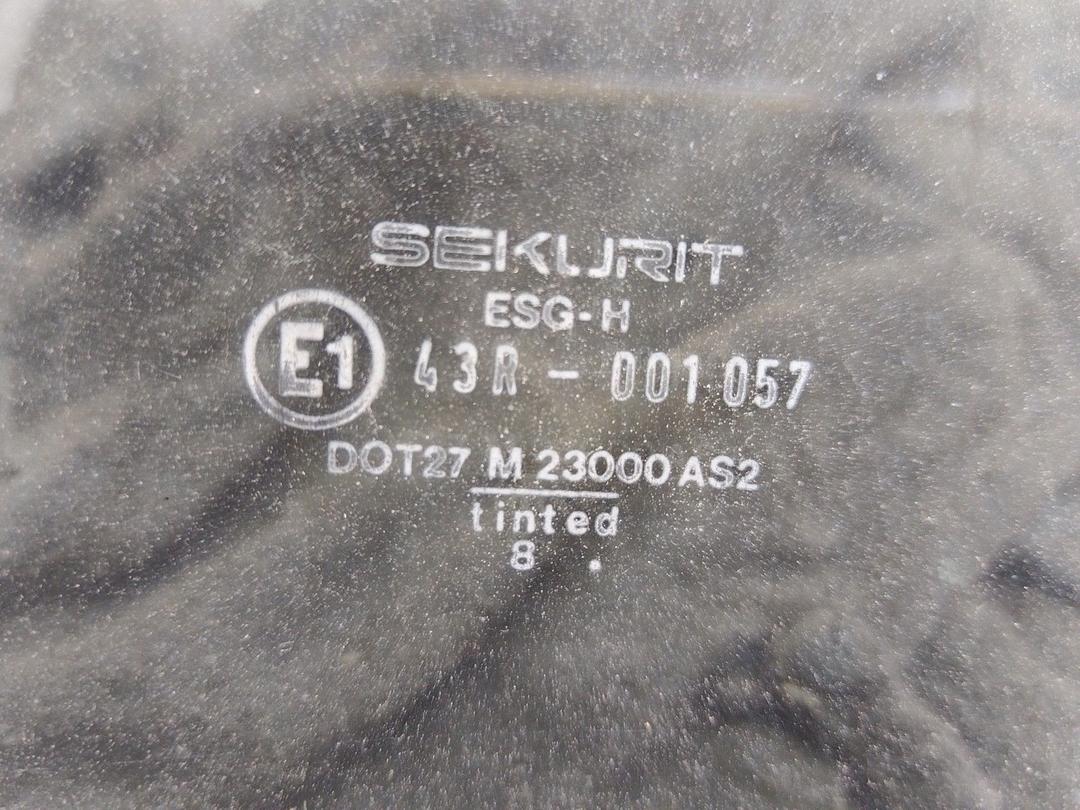 SEKURIT
ESG-H
E1 43R - 001057
DOT27 M 23000 AS2
tinted
8 .